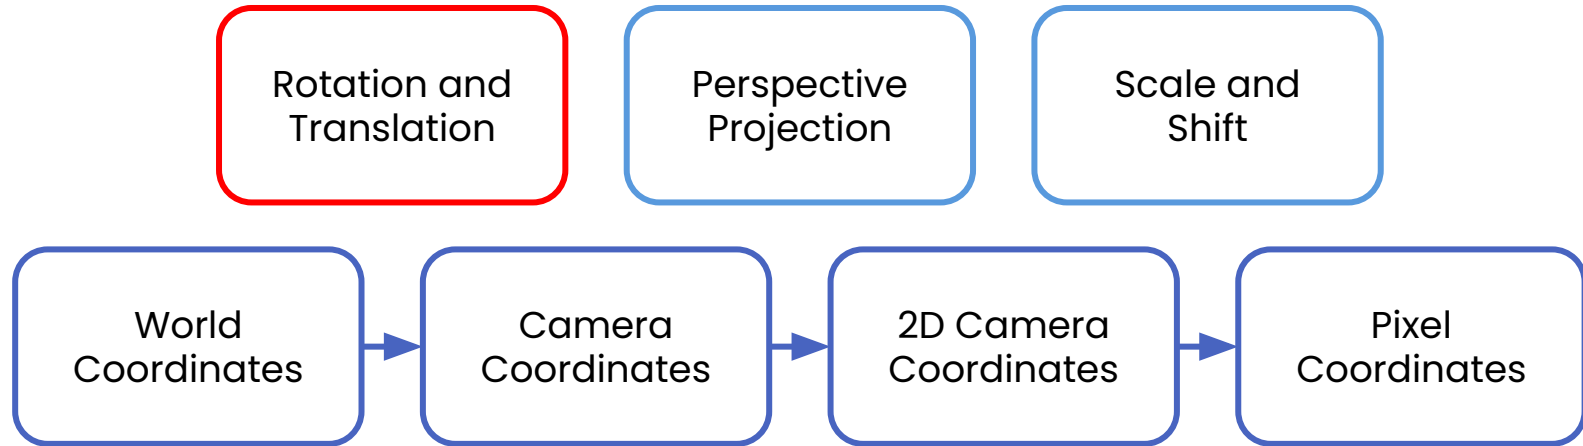 Rotation and
Translation
Perspective
Projection
Scale and
Shift
World
Coordinates
Camera
Coordinates
2D Camera
Coordinates
Pixel
Coordinates